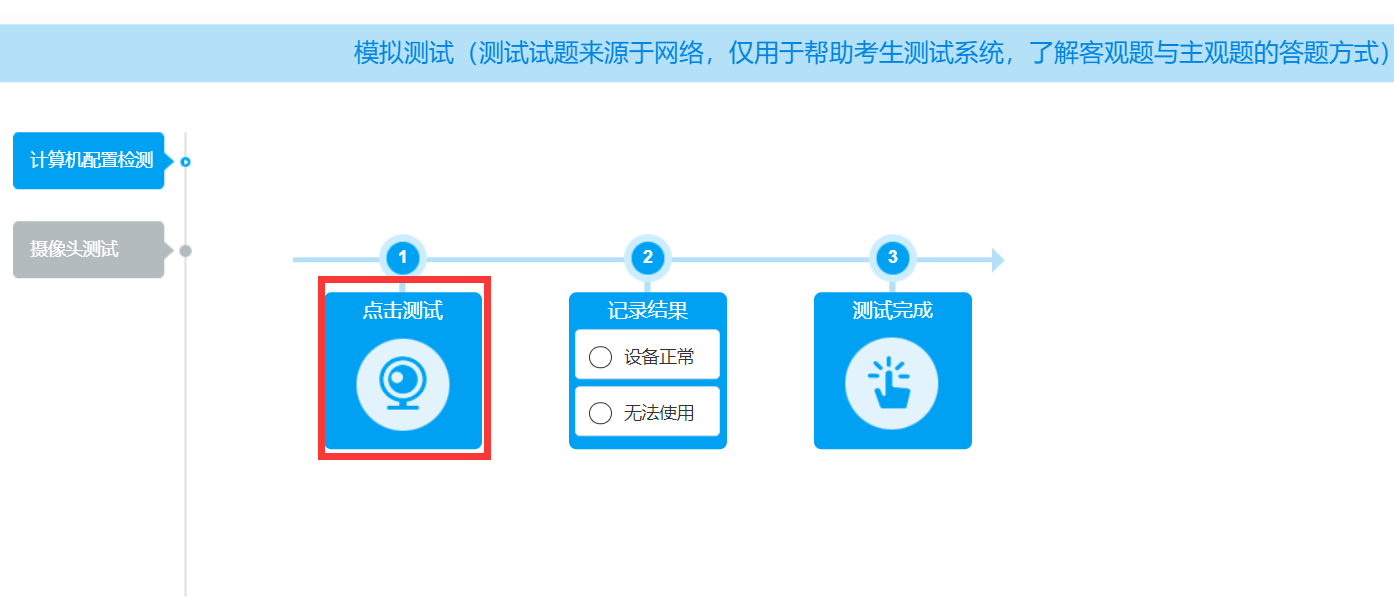 模拟测试（测试试题来源于网络，仅用于帮助考生测试系统，了解客观题与主观题的答题方式）
计算机配置检测
摄像头测试
1
2
3
点击测试
记录结果
测试完成
设备正常
无法使用